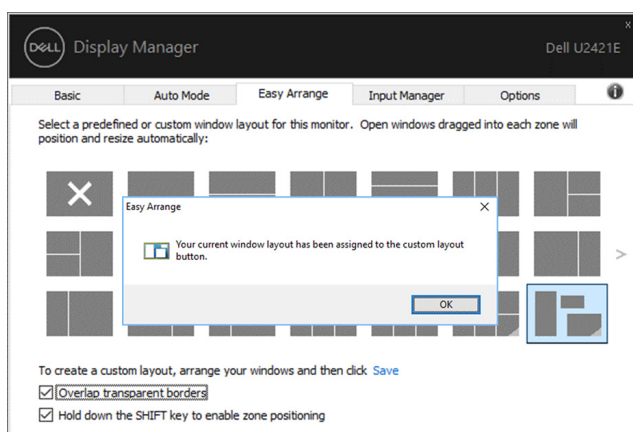 x
DELL Display Manager Dell U2421E
Basic Auto Mode Easy Arrange Input Manager Options
Select a predefined or custom window layout for this monitor. Open windows dragged into each zone will
position and resize automatically:
Easy Arrange
Your current window layout has been assigned to the custom layout
button.
OK
To create a custom layout, arrange your windows and then click Save
Overlap transparent borders
Hold down the SHIFT key to enable zone positioning